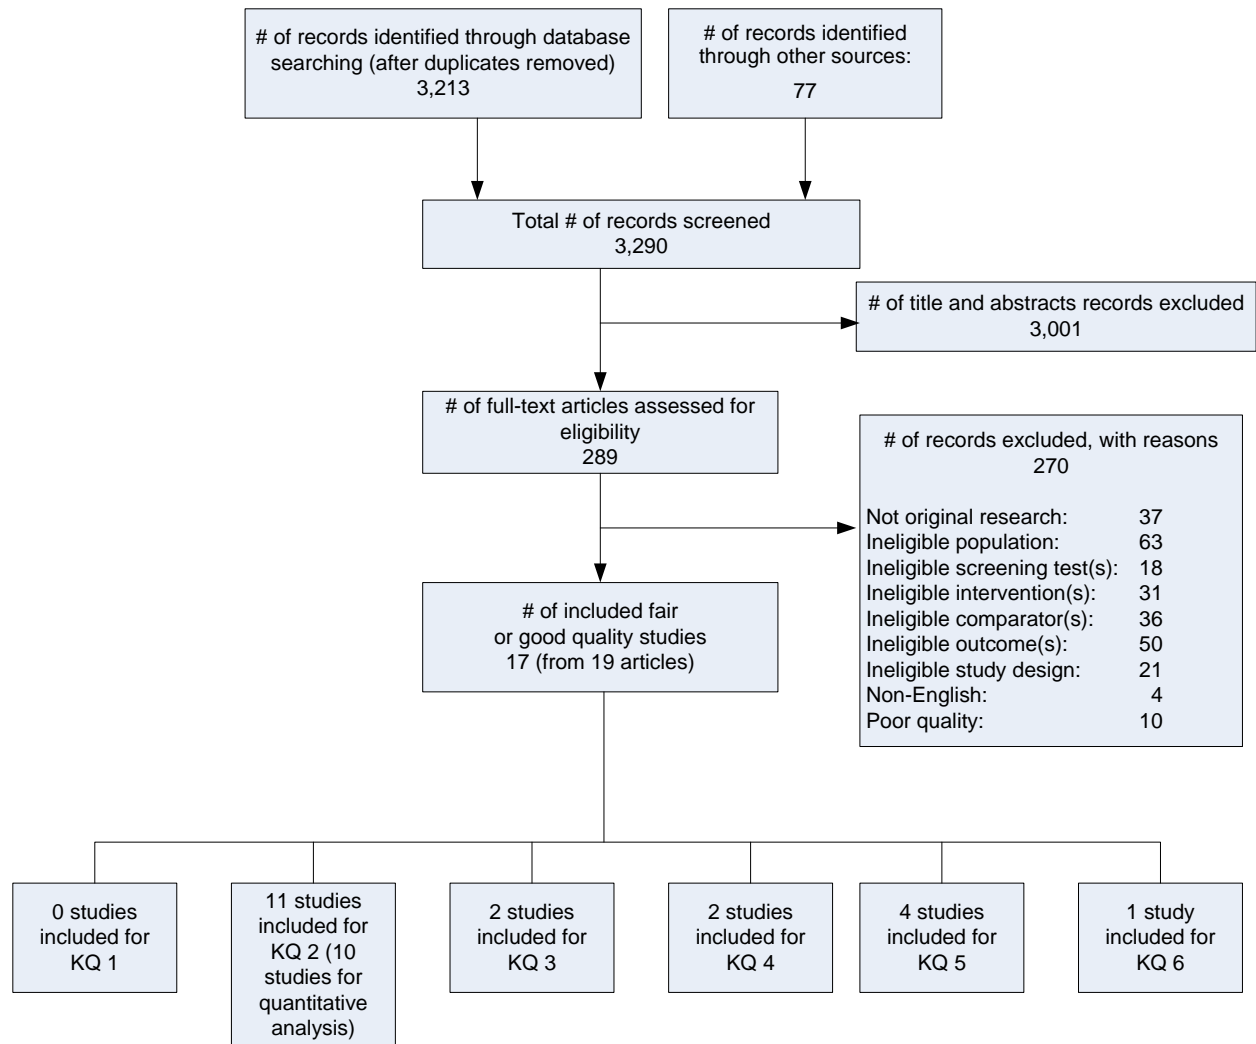 # of records identified through database
searching (after duplicates removed)
3,213
# of records identified
through other sources:
77
Total # of records screened
3,290
# of title and abstracts records excluded
3,001
# of full-text articles assessed for
eligibility
289
# of records excluded, with reasons
270
Not original research: 37
Ineligible population: 63
Ineligible screening test(s): 18
Ineligible intervention(s): 31
Ineligible comparator(s): 36
Ineligible outcome(s): 50
Ineligible study design: 21
Non-English: 4
Poor quality: 10
# of included fair
or good quality studies
17 (from 19 articles)
0 studies
included for
KQ 1
11 studies
included for
KQ 2 (10
studies for
quantitative
analysis)
2 studies
included for
KQ 3
2 studies
included for
KQ 4
4 studies
included for
KQ 5
1 study
included for
KQ 6